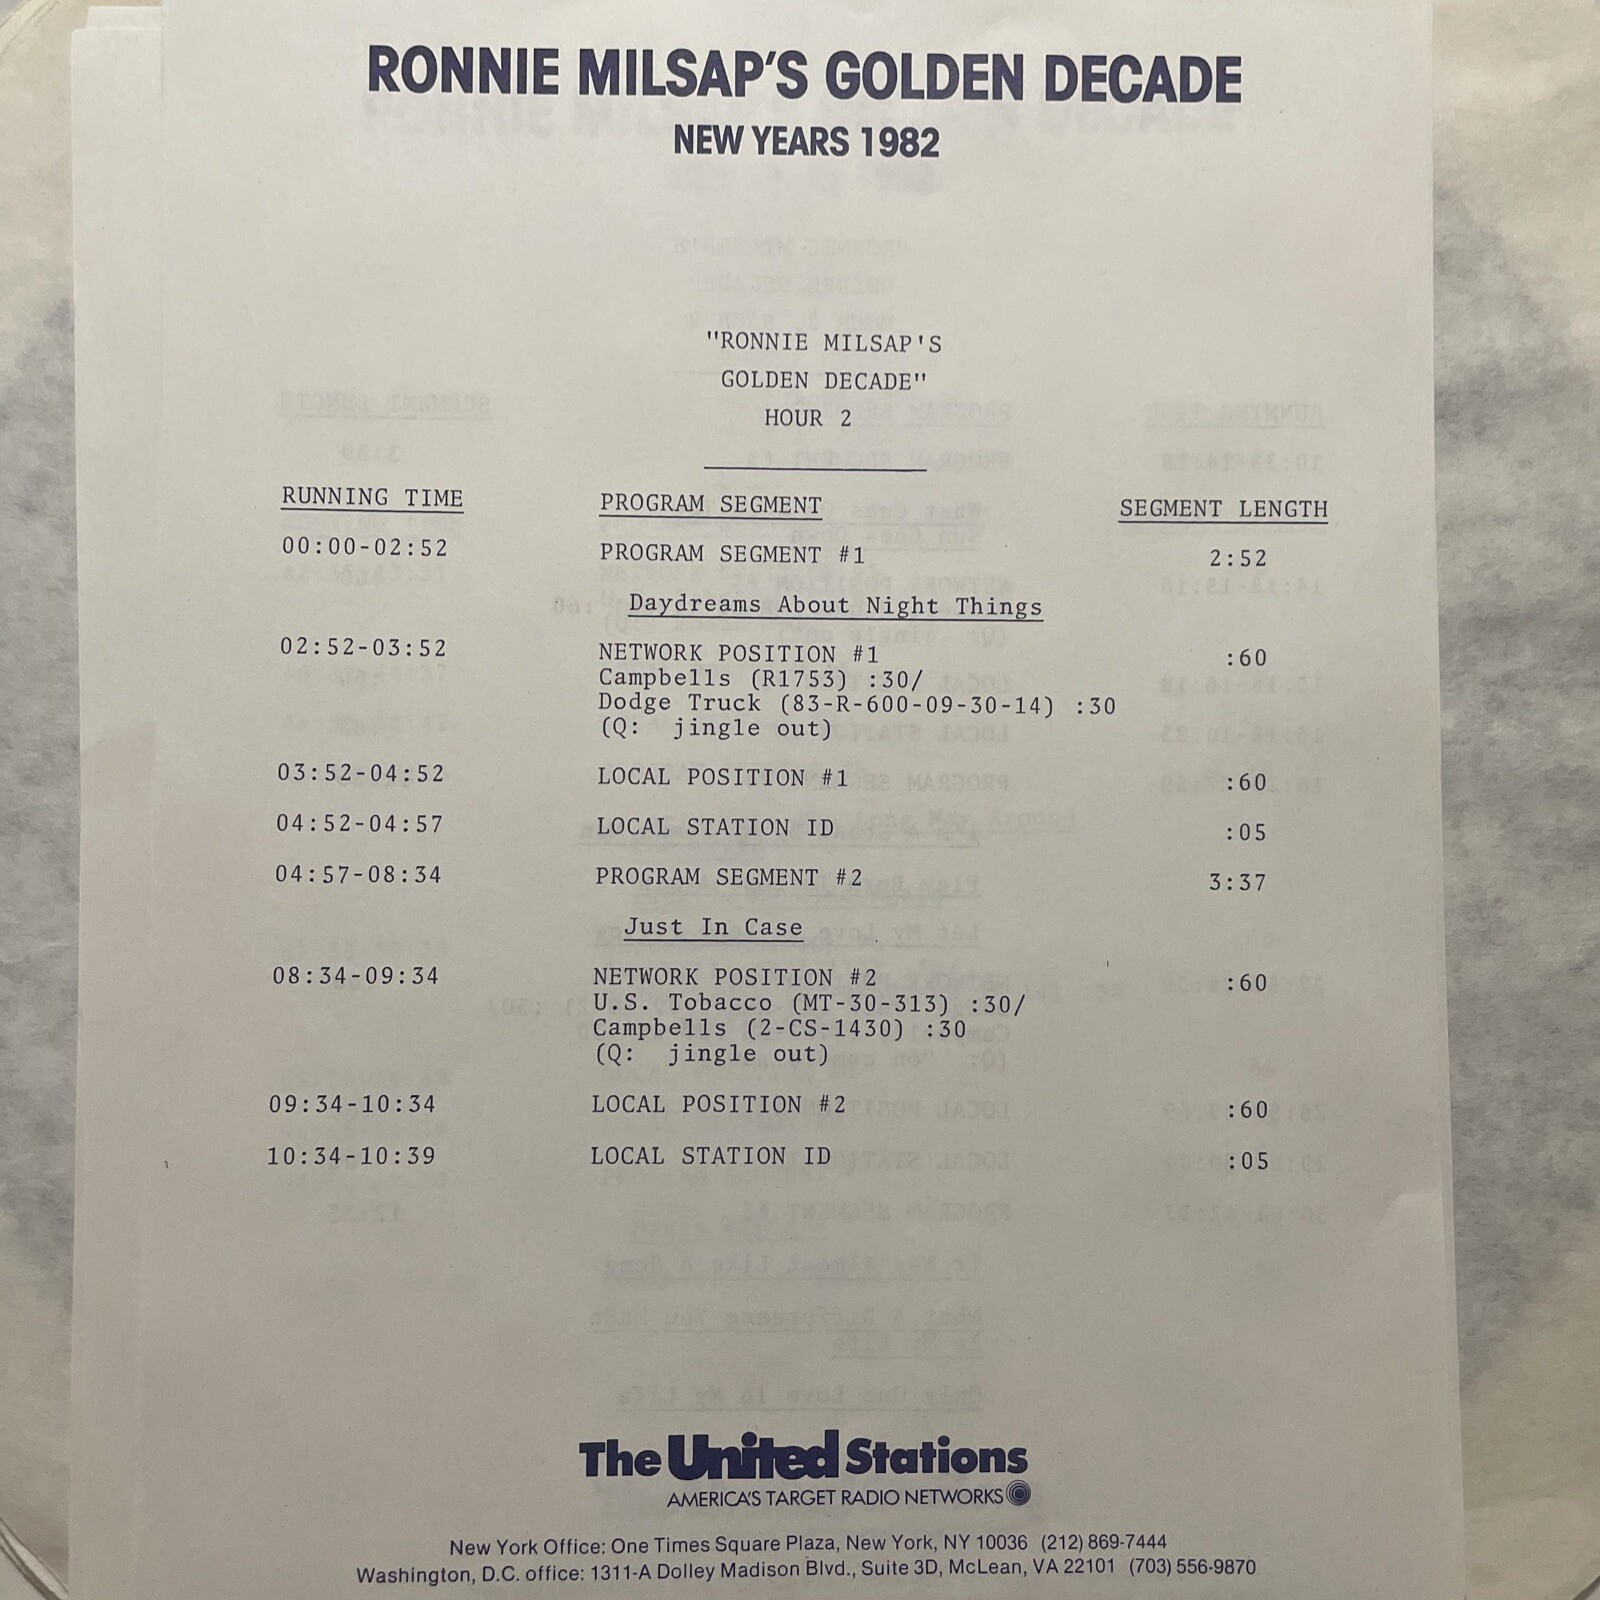 RONNIE MILSAP'S GOLDEN DECADE
NEW YEARS 1982
"RONNIE MILSAP'S
GOLDEN DECADE"
HOUR 2
RUNNING TIME PROGRAM SEGMENT SEGMENT LENGTH
00:00-02:52 PROGRAM SEGMENT #1 2:52
Daydreams About Night Things
02:52-03:52 NETWORK POSITION #1 :60
Campbells (R1753) :30/
Dodge Truck (83-R-600-09-30-14) :30
(Q: jingle out)
03:52-04:52 LOCAL POSITION #1 :60
04:52-04:57 LOCAL STATION ID :05
04:57-08:34 PROGRAM SEGMENT #2 3:37
Just In Case
08:34-09:34 NETWORK POSITION #2 :60
U.S. Tobacco (MT-30-313) :30/
Campbells (2-CS-1430) :30
(Q: jingle out)
09:34-10:34 LOCAL POSITION #2 :60
10:34-10:39 LOCAL STATION ID :05
The United Stations
AMERICA'S TARGET RADIO NETWORKS
New York Office: One Times Square Plaza, New York, NY 10036 (212) 869-7444
Washington, D.C. office: 1311-A Dolley Madison Blvd., Suite 3D, McLean, VA 22101 (703) 556-9870